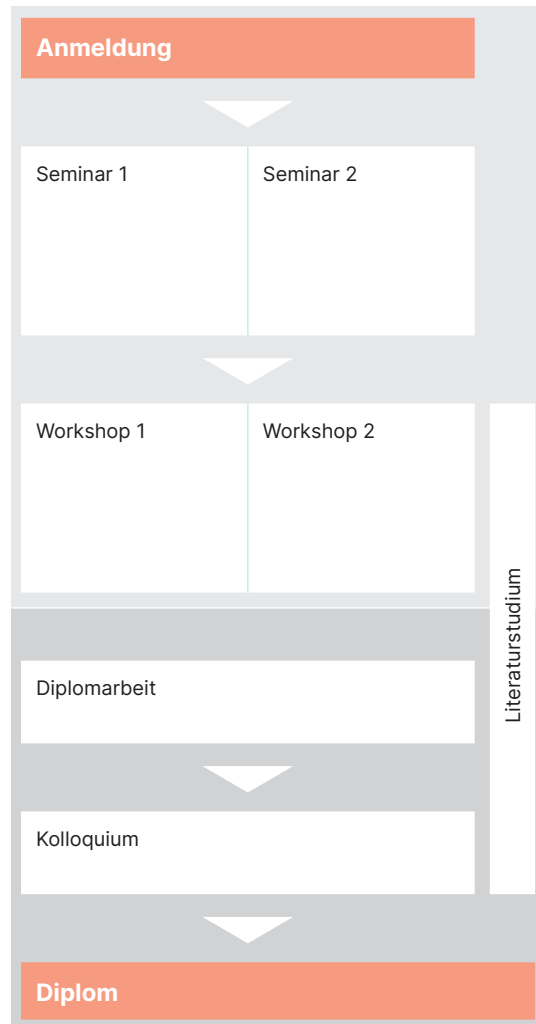 Anmeldung
Seminar 1
Seminar 2
Workshop 1
Workshop 2
Literaturstudium
Diplomarbeit
Kolloquium
Diplom